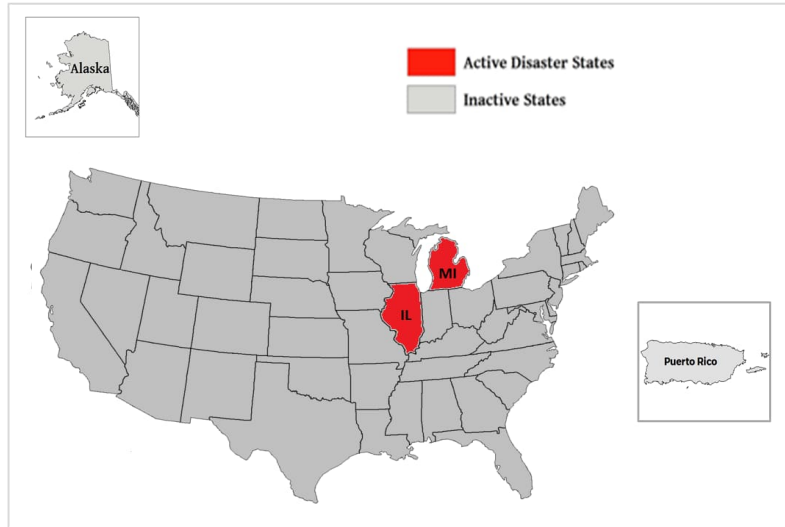 Alaska
Active Disaster States
Inactive States
MI
IL
Puerto Rico